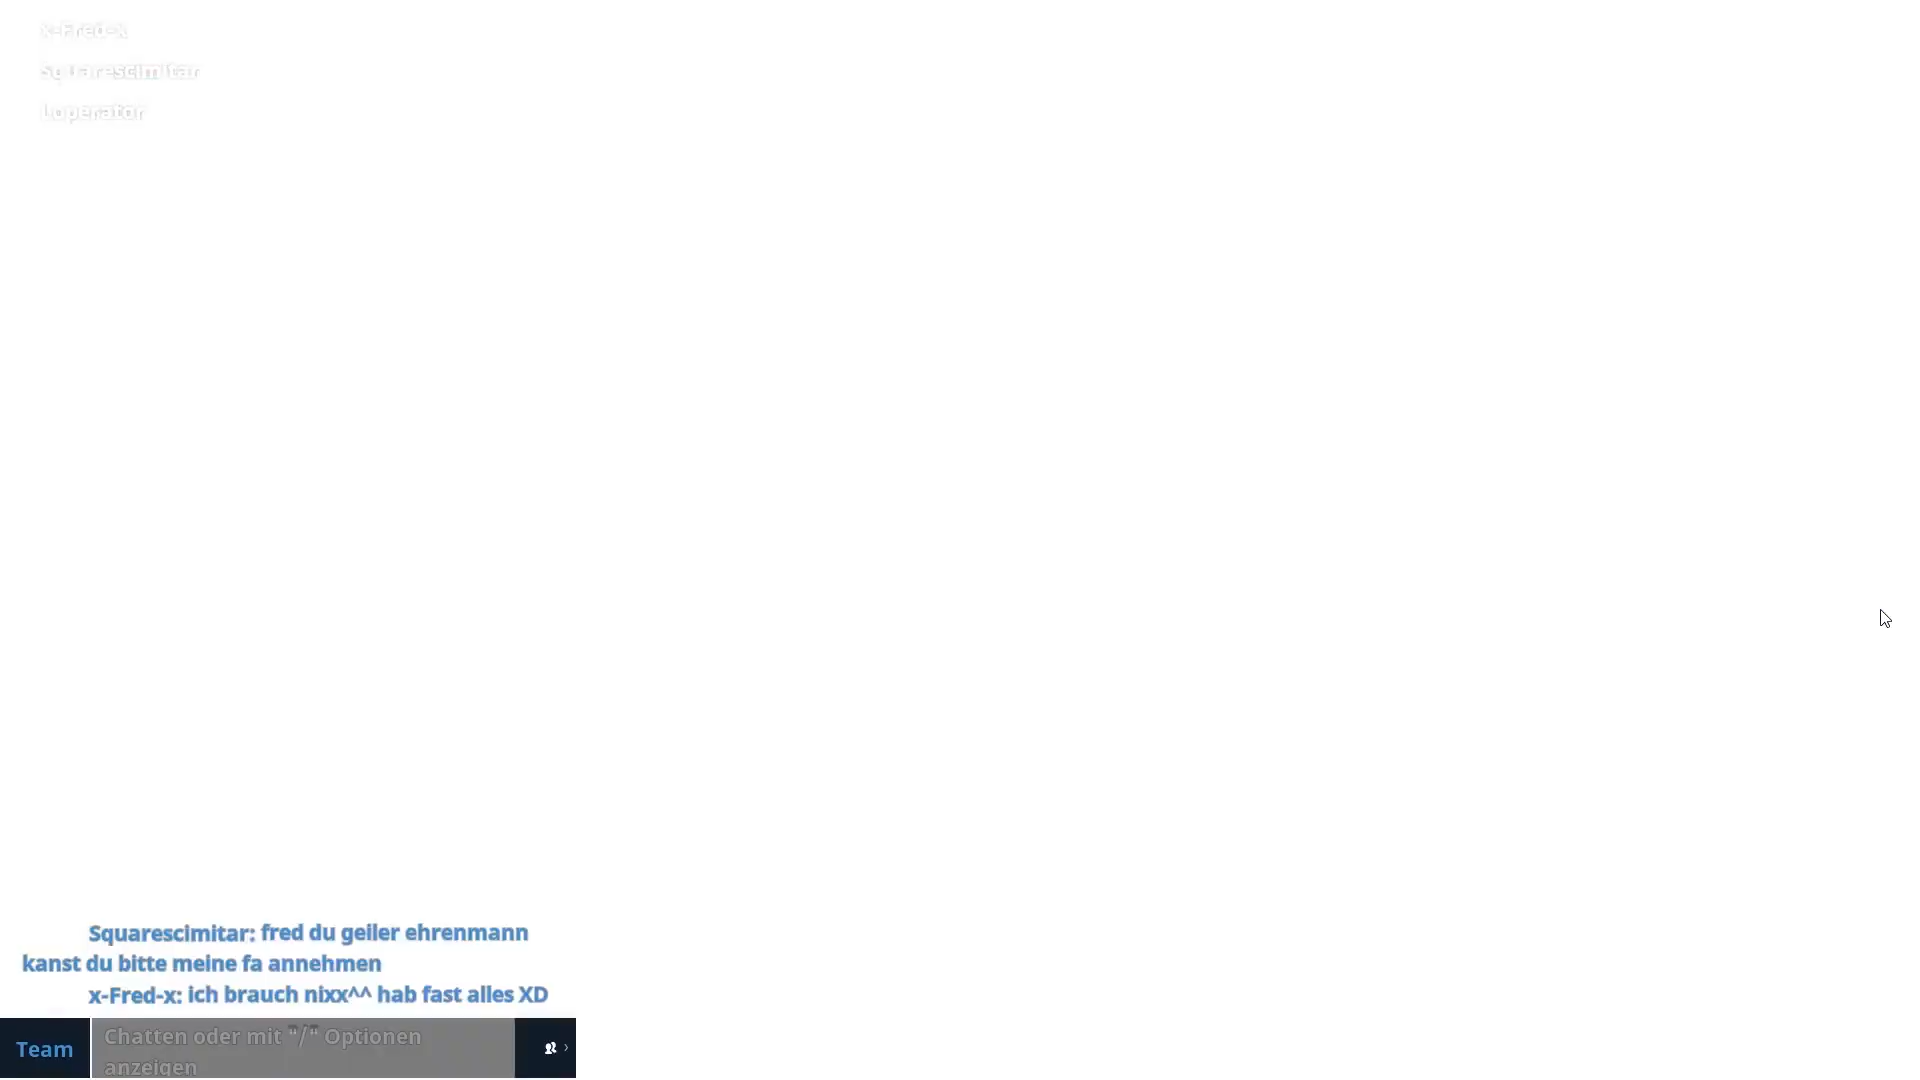 x-Fred-x
Squarescimitar
Loperator
Squarescimitar: fred du geiler ehrenmann
kanst du bitte meine fa annehmen
x-Fred-x: ich brauch nixx^^ hab fast alles XD
Team
Chatten oder mit "/" Optionen
anzeigen